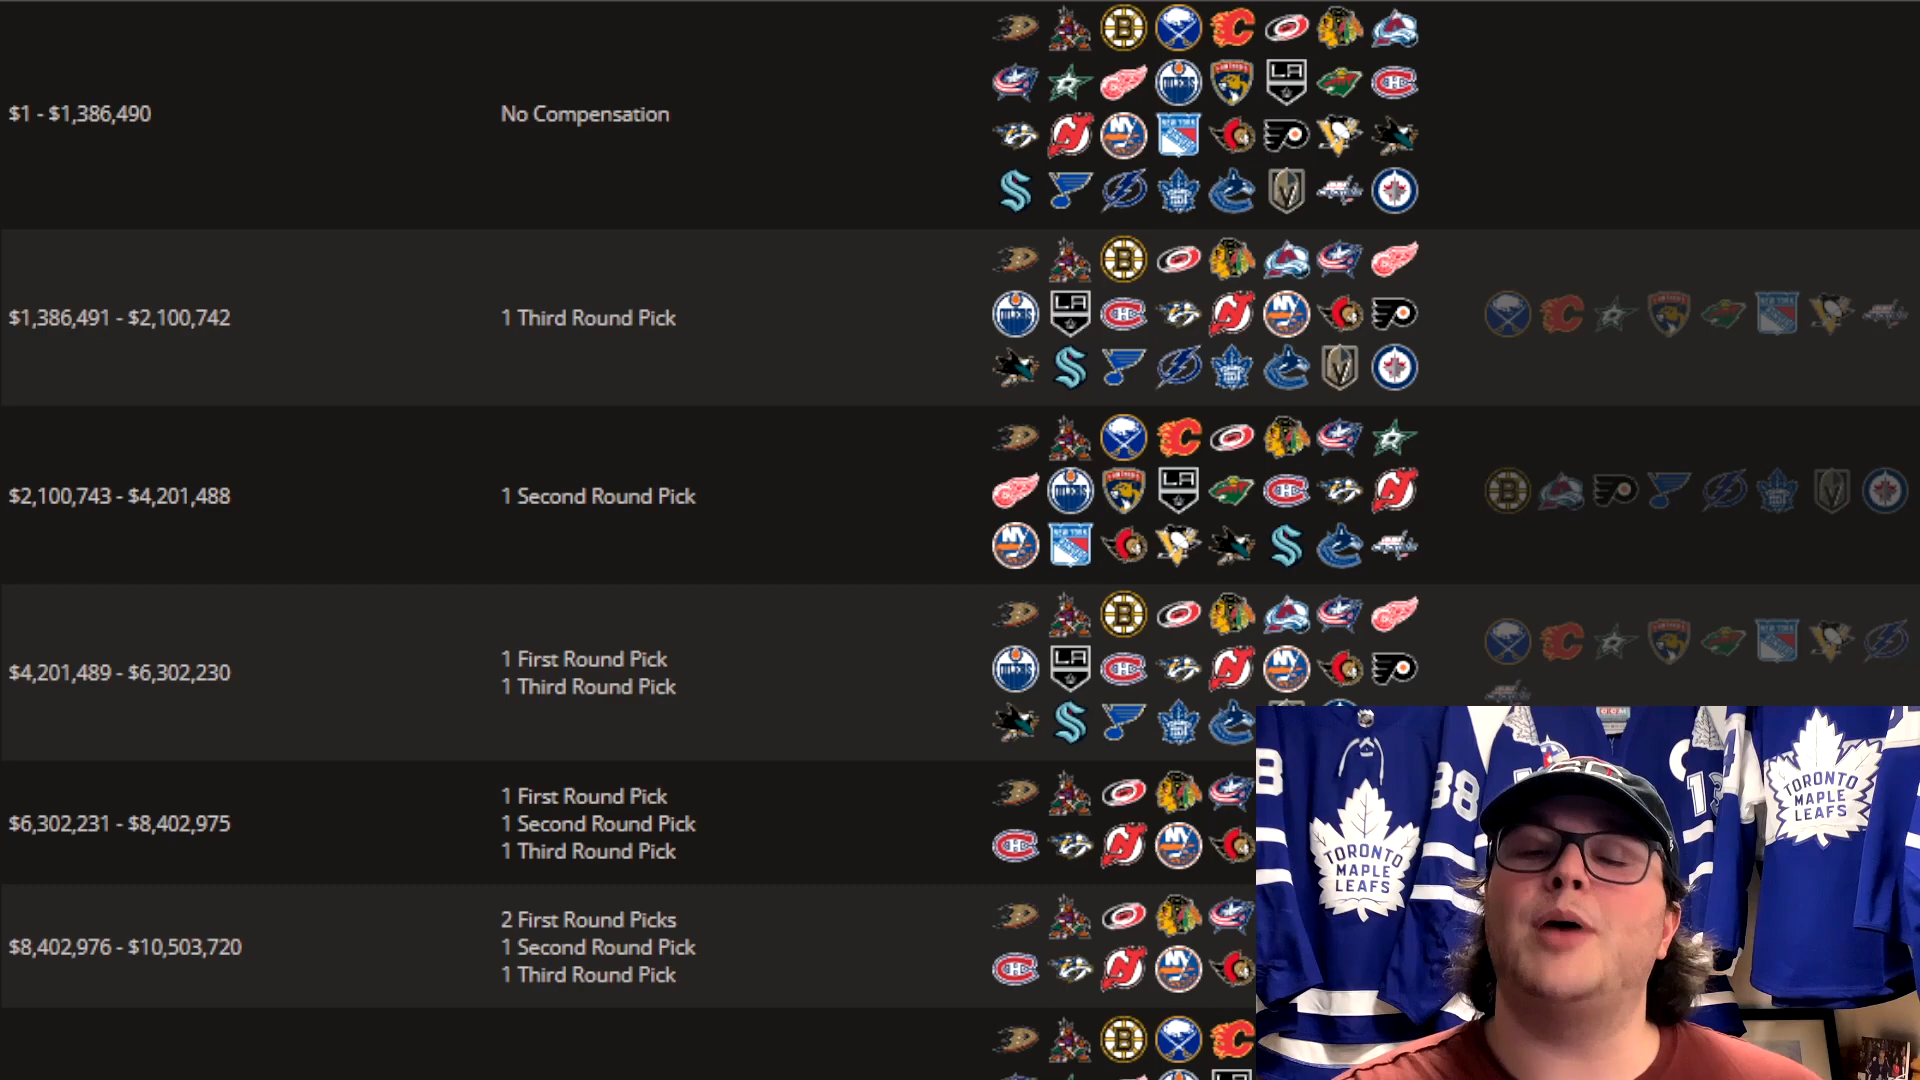 $1 - $1,386,490
No Compensation
$1,386,491 - $2,100,742
1 Third Round Pick
$2,100,743 - $4,201,488
1 Second Round Pick
$4,201,489 - $6,302,230
1 First Round Pick
1 Third Round Pick
$6,302,231 - $8,402,975
1 First Round Pick
1 Second Round Pick
1 Third Round Pick
$8,402,976 - $10,503,720
2 First Round Picks
1 Second Round Pick
1 Third Round Pick
88
TORONTO
MAPLE
LEAFS
C
13
TORONTO
MAPLE
LEAFS